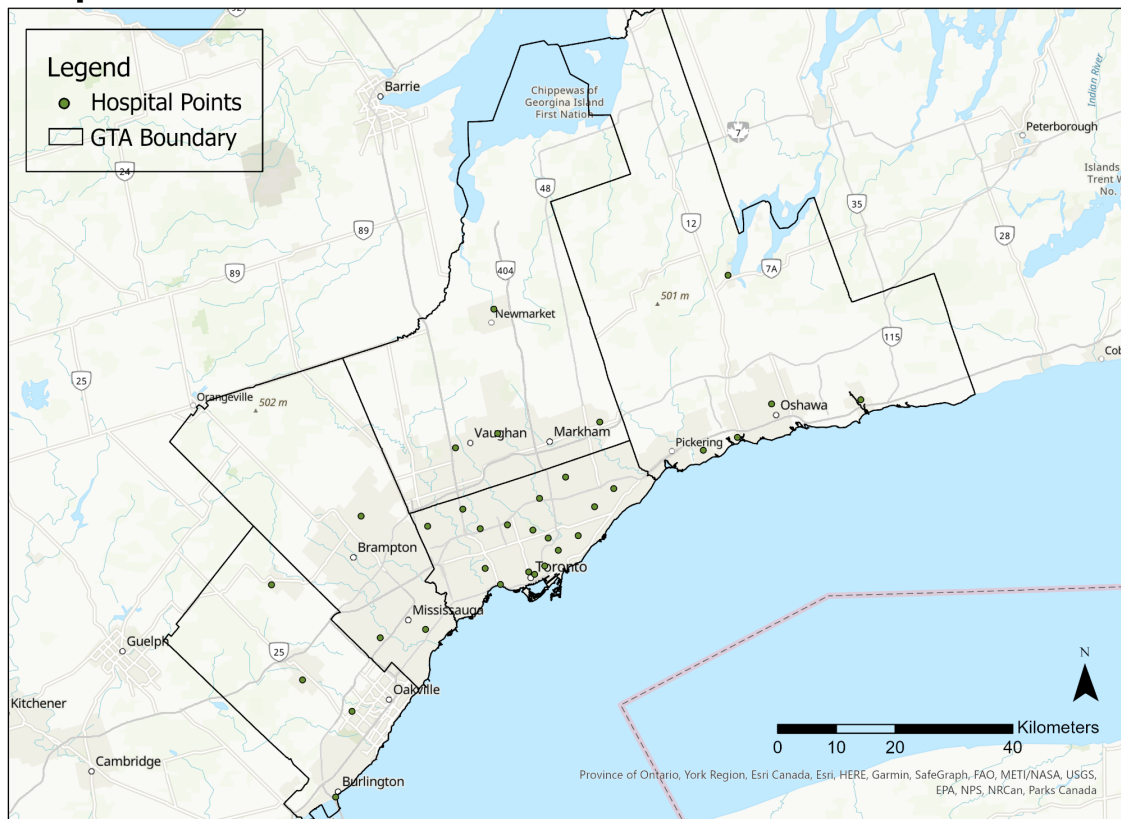 Legend
Hospital Points
GTA Boundary
Barrie
Chippewas of
Georgina Island
First Nation
Indian River
7
Peterborough
24
48
Islands
Trent W
No.
12
35
89
28
89
404
7A
501 m
Newmarket
115
Cob
25
Orangeville
502 m
Oshawa
Vaughan
Markham
Pickering
Brampton
Toronto
Mississauga
Guelph
25
N
Oakville
Kitchener
Kilometers
0
10
20
40
Cambridge
Burlington
Province of Ontario, York Region, Esri Canada, Esri, HERE, Garmin, SafeGraph, FAO, METI/NASA, USGS,
EPA, NPS, NRCan, Parks Canada